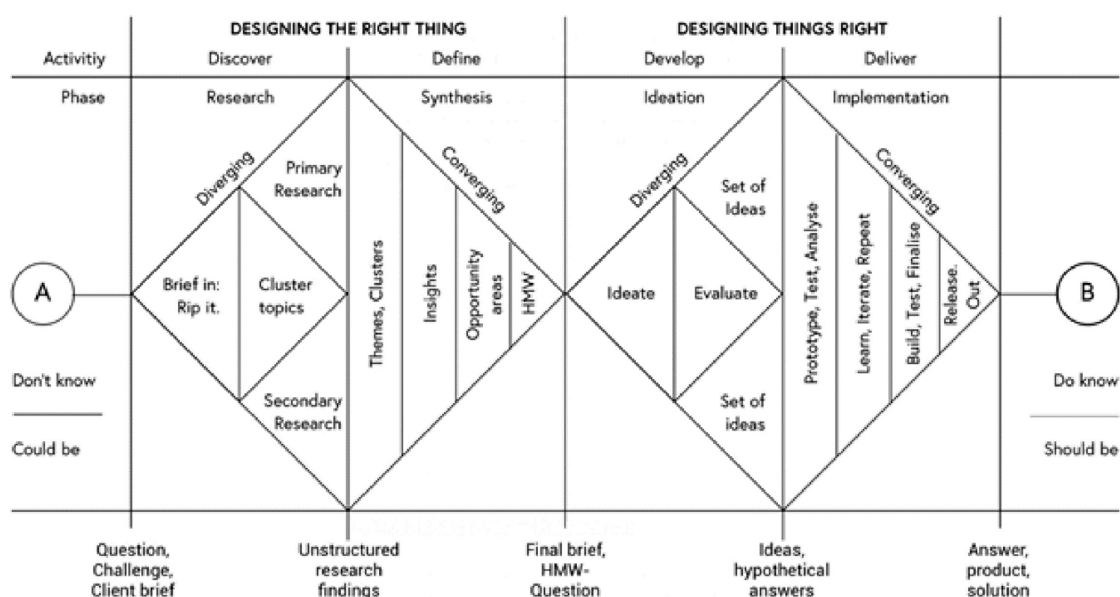 DESIGNING THE RIGHT THING
DESIGNING THINGS RIGHT
Activitiy
Discover
Define
Develop
Deliver
Phase
Research
Synthesis
Ideation
Implementation
Diverging
Primary
Research
Converging
Diverging
Set of
Ideas
Converging
A
Brief in:
Rip it.
Cluster
topics
Themes, Clusters
Insights
Opportunity
areas
HMW
Ideate
Evaluate
Prototype, Test, Analyse
Learn, Iterate, Repeat
Build, Test, Finalise
Release.
Out
B
Don't know
Could be
Secondary
Research
Set of
ideas
Do know
Should be
Question,
Challenge,
Client brief
Unstructured
research
findings
Final brief,
HMW-
Question
Ideas,
hypothetical
answers
Answer,
product,
solution